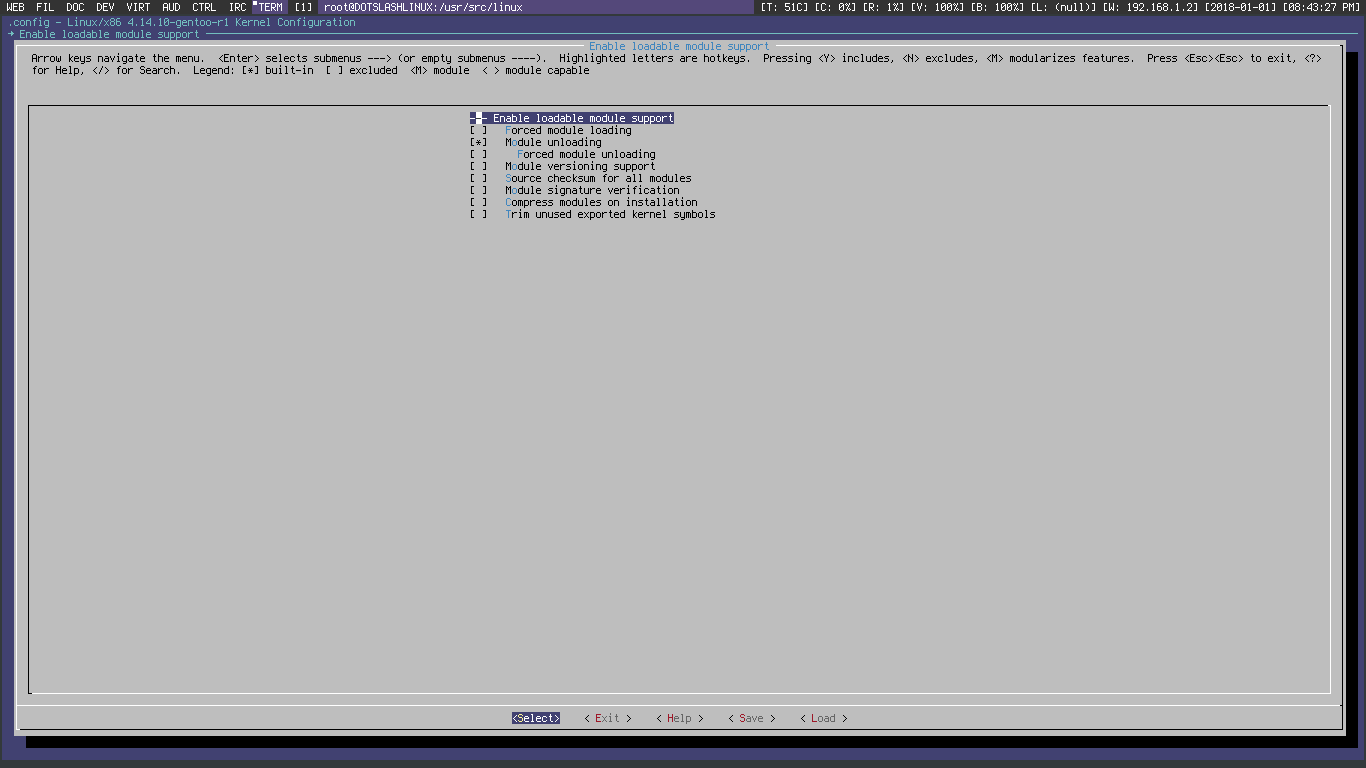 WEB FIL DOC DEV VIRT AUD CTRL IRC TERM [1] root@DOTSLASHLINUX:/usr/src/linux [T: 51C] [C: 0%] [R: 1%] [V: 100%] [B: 100%] [L: (null)] [W: 192.168.1.2] [2018-01-01] [08:43:27 PM]
.config - Linux/x86 4.14.10-gentoo-r1 Kernel Configuration
→ Enable loadable module support
Enable loadable module support
Arrow keys navigate the menu.  <Enter> selects submenus ---> (or empty submenus ----).  Highlighted letters are hotkeys.  Pressing <Y> includes, <N> excludes, <M> modularizes features.  Press <Esc><Esc> to exit, <?>
for Help, </> for Search.  Legend: [*] built-in  [ ] excluded  <M> module  < > module capable
--- Enable loadable module support
[ ]   Forced module loading
[*]   Module unloading
[ ]     Forced module unloading
[ ]   Module versioning support
[ ]   Source checksum for all modules
[ ]   Module signature verification
[ ]   Compress modules on installation
[ ]   Trim unused exported kernel symbols
<Select>    < Exit >    < Help >    < Save >    < Load >